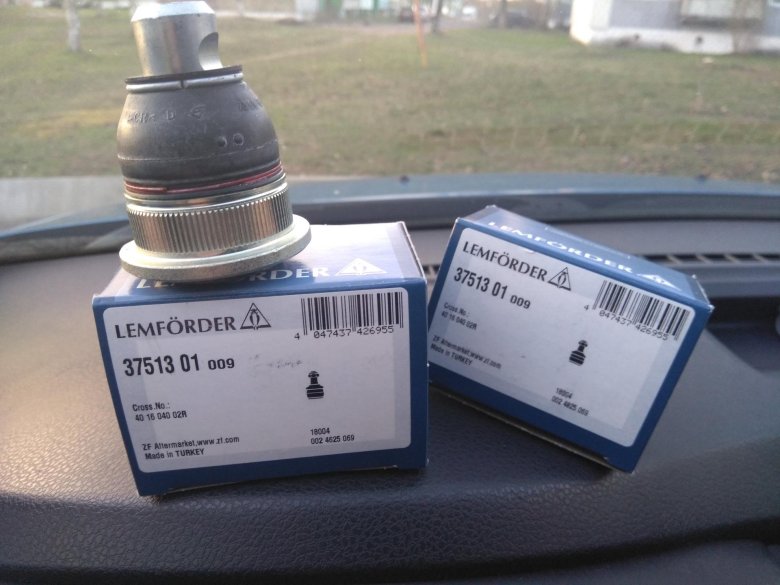 LEMFÖRDER
LEMFÖRDER
37513 01 009
4 047437 426955
Cross.No.:
40 16 040 02R
ZF Aftermarket,www.zf.com
Made in TURKEY
18004
002 4625 069
LEMFÖRDER
LEMFÖRDER
37513 01 009
4 047437 426955
Cross.No.:
40 16 040 02R
ZF Aftermarket,www.zf.com
Made in TURKEY
18004
002 4625 069